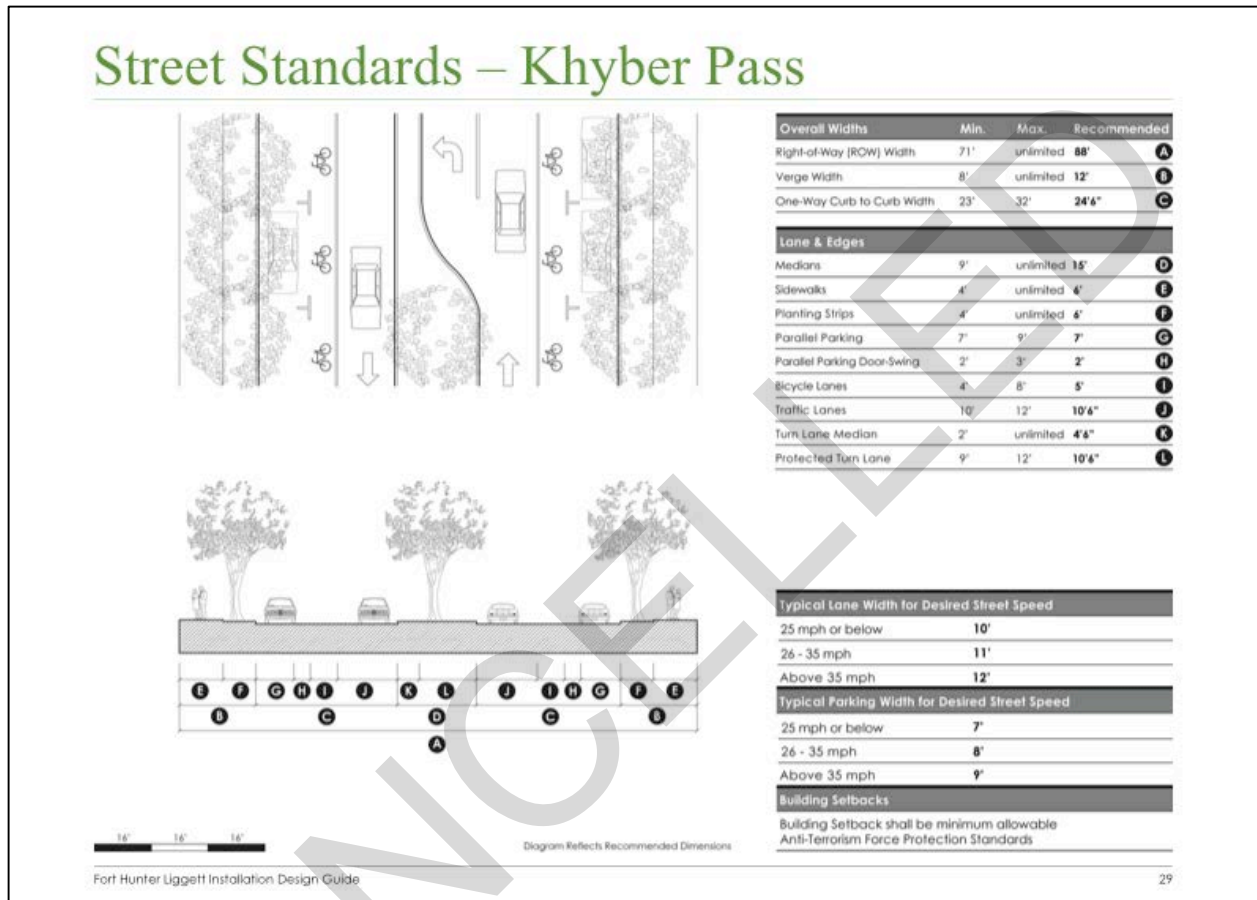 Street Standards – Khyber Pass
Overall Widths Min. Max. Recommended
Right-of-Way (ROW) Width 71' unlimited 88' A
Verge Width 8' unlimited 12' B
One-Way Curb to Curb Width 23' 32' 24'6" C
Lane & Edges
Medians 9' unlimited 15' D
Sidewalks 4' unlimited 6' E
Planting Strips 4' unlimited 6' F
Parallel Parking 7' 9' 7' G
Parallel Parking Door-Swing 2' 3' 2' H
Bicycle Lanes 4' 8' 5' I
Traffic Lanes 10' 12' 10'6" J
Turn Lane Median 2' unlimited 4'6" K
Protected Turn Lane 9' 12' 10'6" L
E F G H I J K L J I H G F E
B C D C B
A
Typical Lane Width for Desired Street Speed
25 mph or below 10'
26 - 35 mph 11'
Above 35 mph 12'
Typical Parking Width for Desired Street Speed
25 mph or below 7'
26 - 35 mph 8'
Above 35 mph 9'
Building Setbacks
Building Setback shall be minimum allowable
Anti-Terrorism Force Protection Standards
16' 16' 16'
Diagram Reflects Recommended Dimensions
Fort Hunter Liggett Installation Design Guide 29
NCELLED